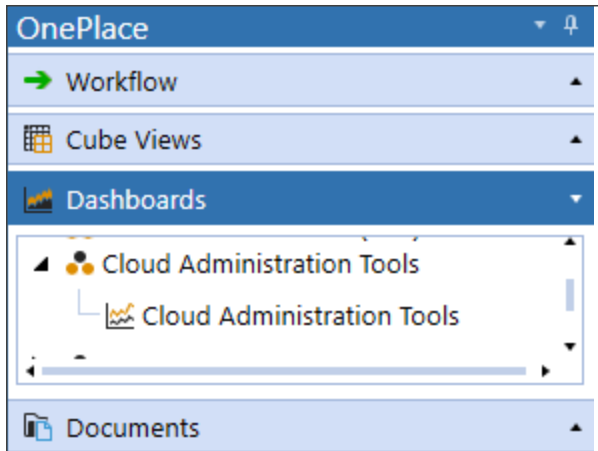 OnePlace
Workflow
Cube Views
Dashboards
Cloud Administration Tools
Cloud Administration Tools
Documents